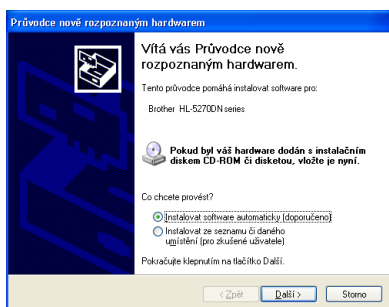 Průvodce nově rozpoznaným hardwarem
Vítá vás Průvodce nově
rozpoznaným hardwarem.
Tento průvodce pomáhá instalovat software pro:
Brother HL-5270DN series
Pokud byl váš hardware dodán s instalačním
diskem CD-ROM či disketou, vložte je nyní.
Co chcete provést?
Instalovat software automaticky (doporučeno)
Instalovat ze seznamu či daného
umístění (pro zkušené uživatele)
Pokračujte klepnutím na tlačítko Další.
< Zpět Další > Storno